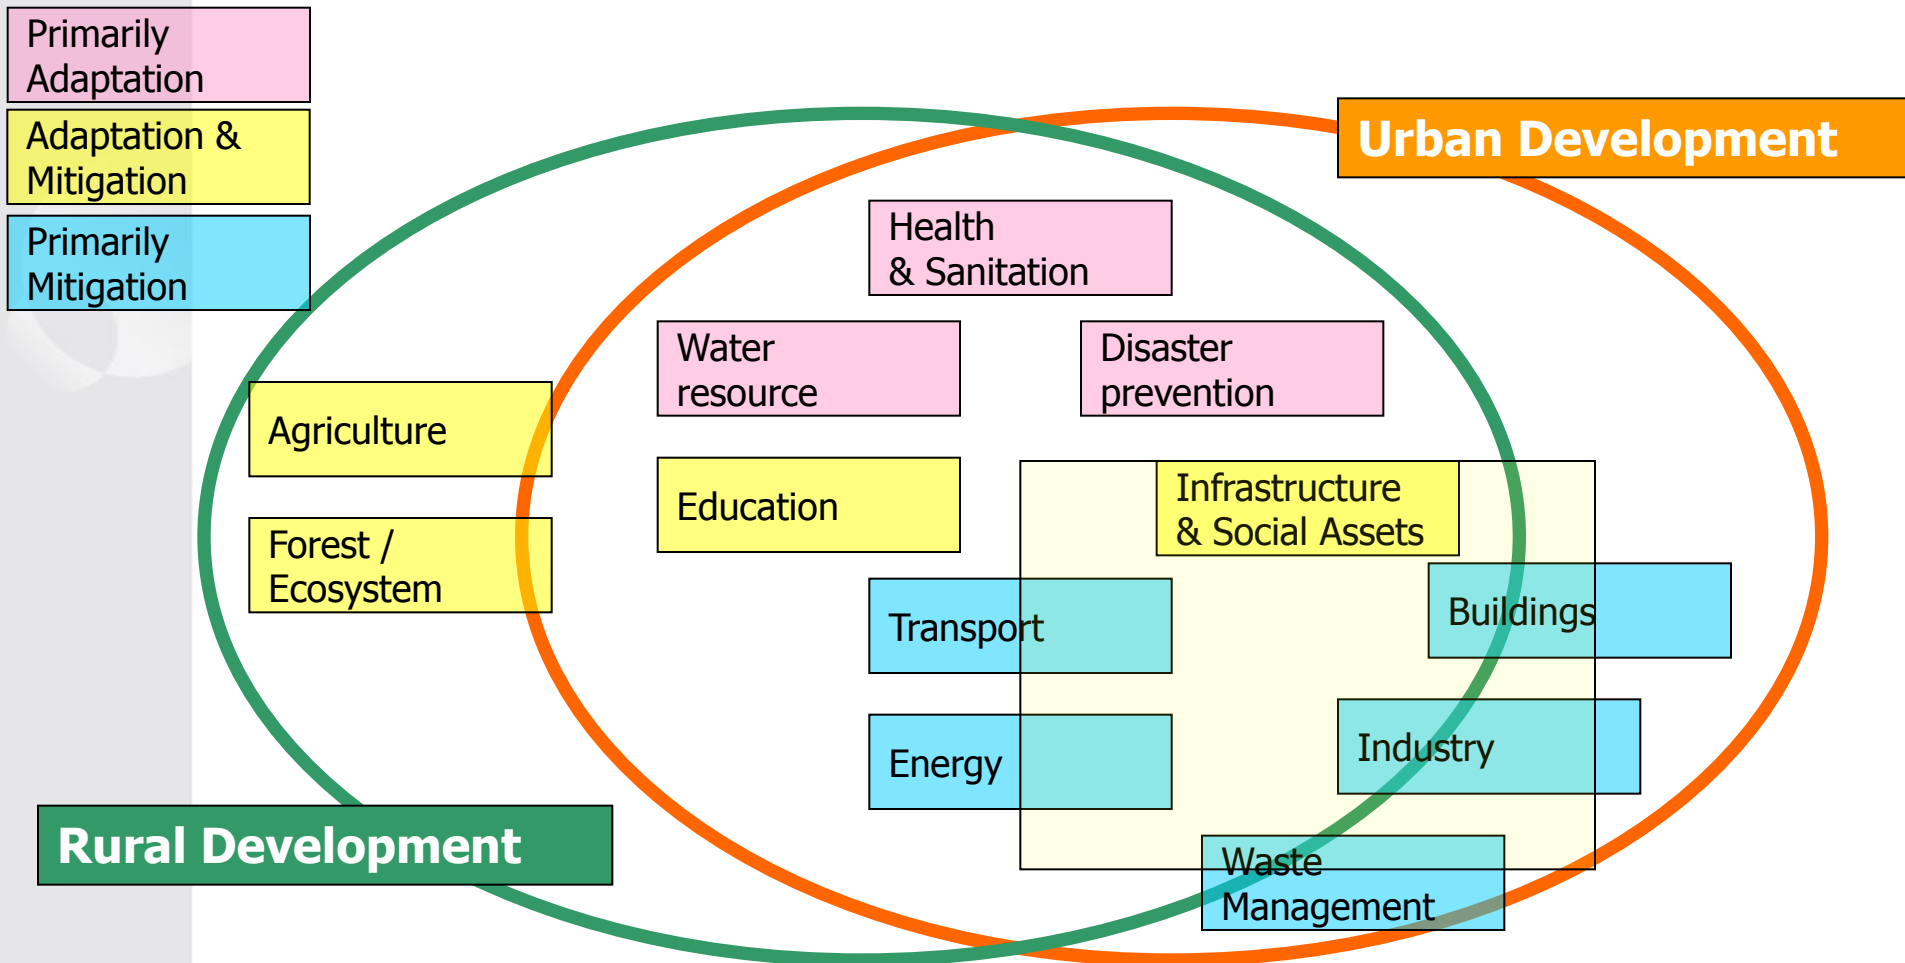 Primarily
Adaptation
Adaptation &
Mitigation
Primarily
Mitigation
Urban Development
Health
& Sanitation
Water
resource
Disaster
prevention
Agriculture
Education
Infrastructure
& Social Assets
Forest /
Ecosystem
Transport
Buildings
Energy
Industry
Rural Development
Waste
Management